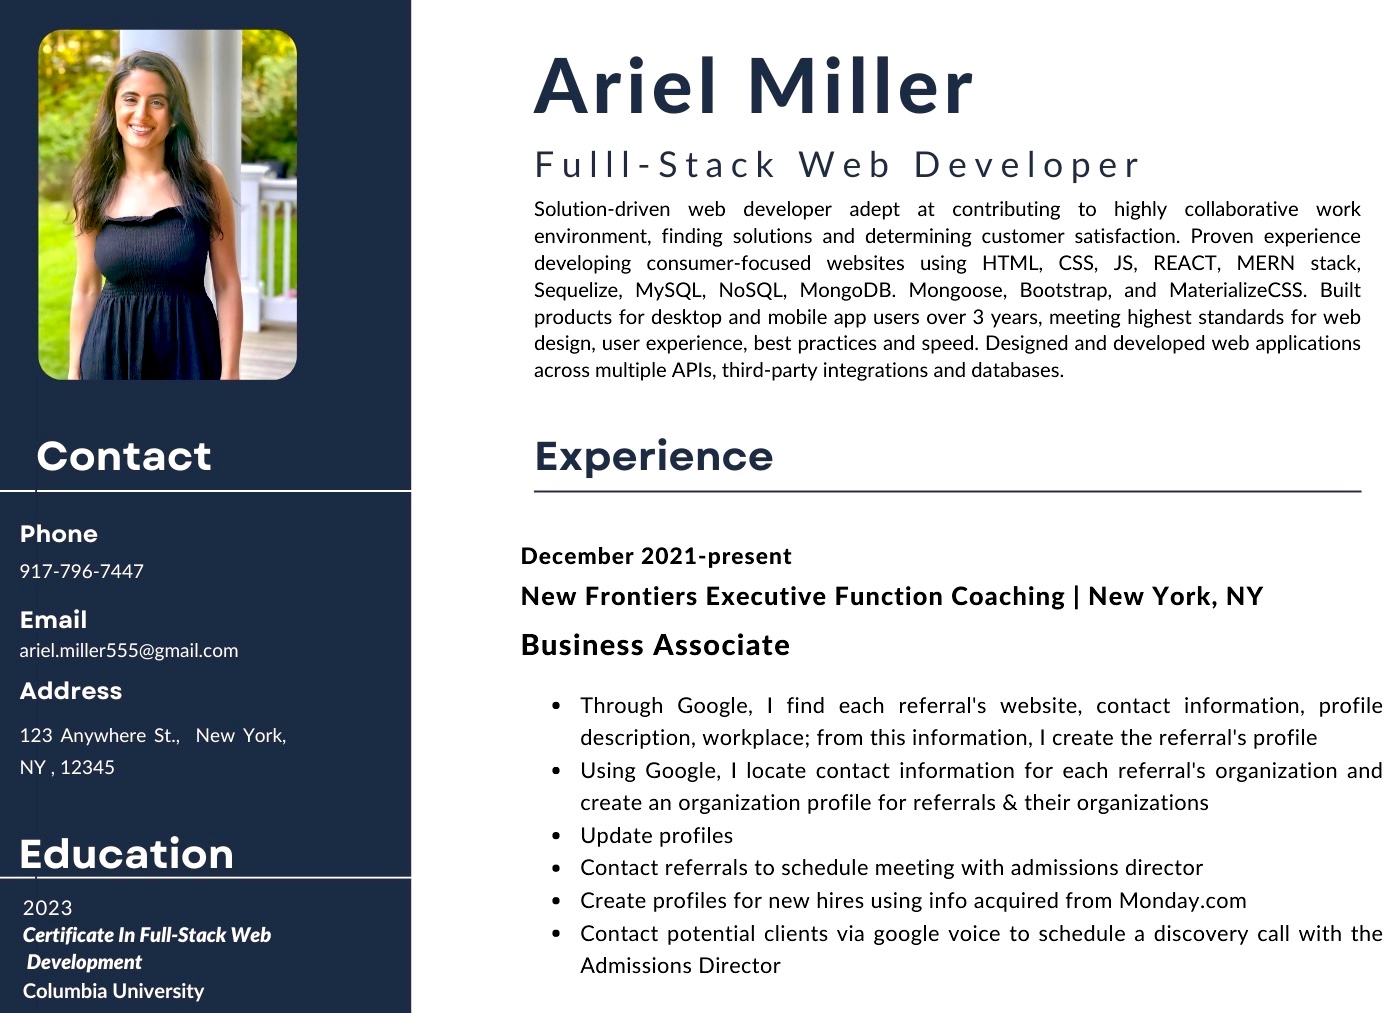 Ariel Miller
Fulll-Stack Web Developer
Solution-driven web developer adept at contributing to highly collaborative work
environment, finding solutions and determining customer satisfaction. Proven experience
developing consumer-focused websites using HTML, CSS, JS, REACT, MERN stack,
Sequelize, MySQL, NoSQL, MongoDB. Mongoose, Bootstrap, and MaterializeCSS. Built
products for desktop and mobile app users over 3 years, meeting highest standards for web
design, user experience, best practices and speed. Designed and developed web applications
across multiple APIs, third-party integrations and databases.
Contact
Phone
917-796-7447
Email
ariel.miller555@gmail.com
Address
123 Anywhere St., New York,
NY , 12345
Education
2023
Certificate In Full-Stack Web
Development
Columbia University
Experience
December 2021-present
New Frontiers Executive Function Coaching | New York, NY
Business Associate
• Through Google, I find each referral's website, contact information, profile
description, workplace; from this information, I create the referral's profile
• Using Google, I locate contact information for each referral's organization and
create an organization profile for referrals & their organizations
• Update profiles
• Contact referrals to schedule meeting with admissions director
• Create profiles for new hires using info acquired from Monday.com
• Contact potential clients via google voice to schedule a discovery call with the
Admissions Director